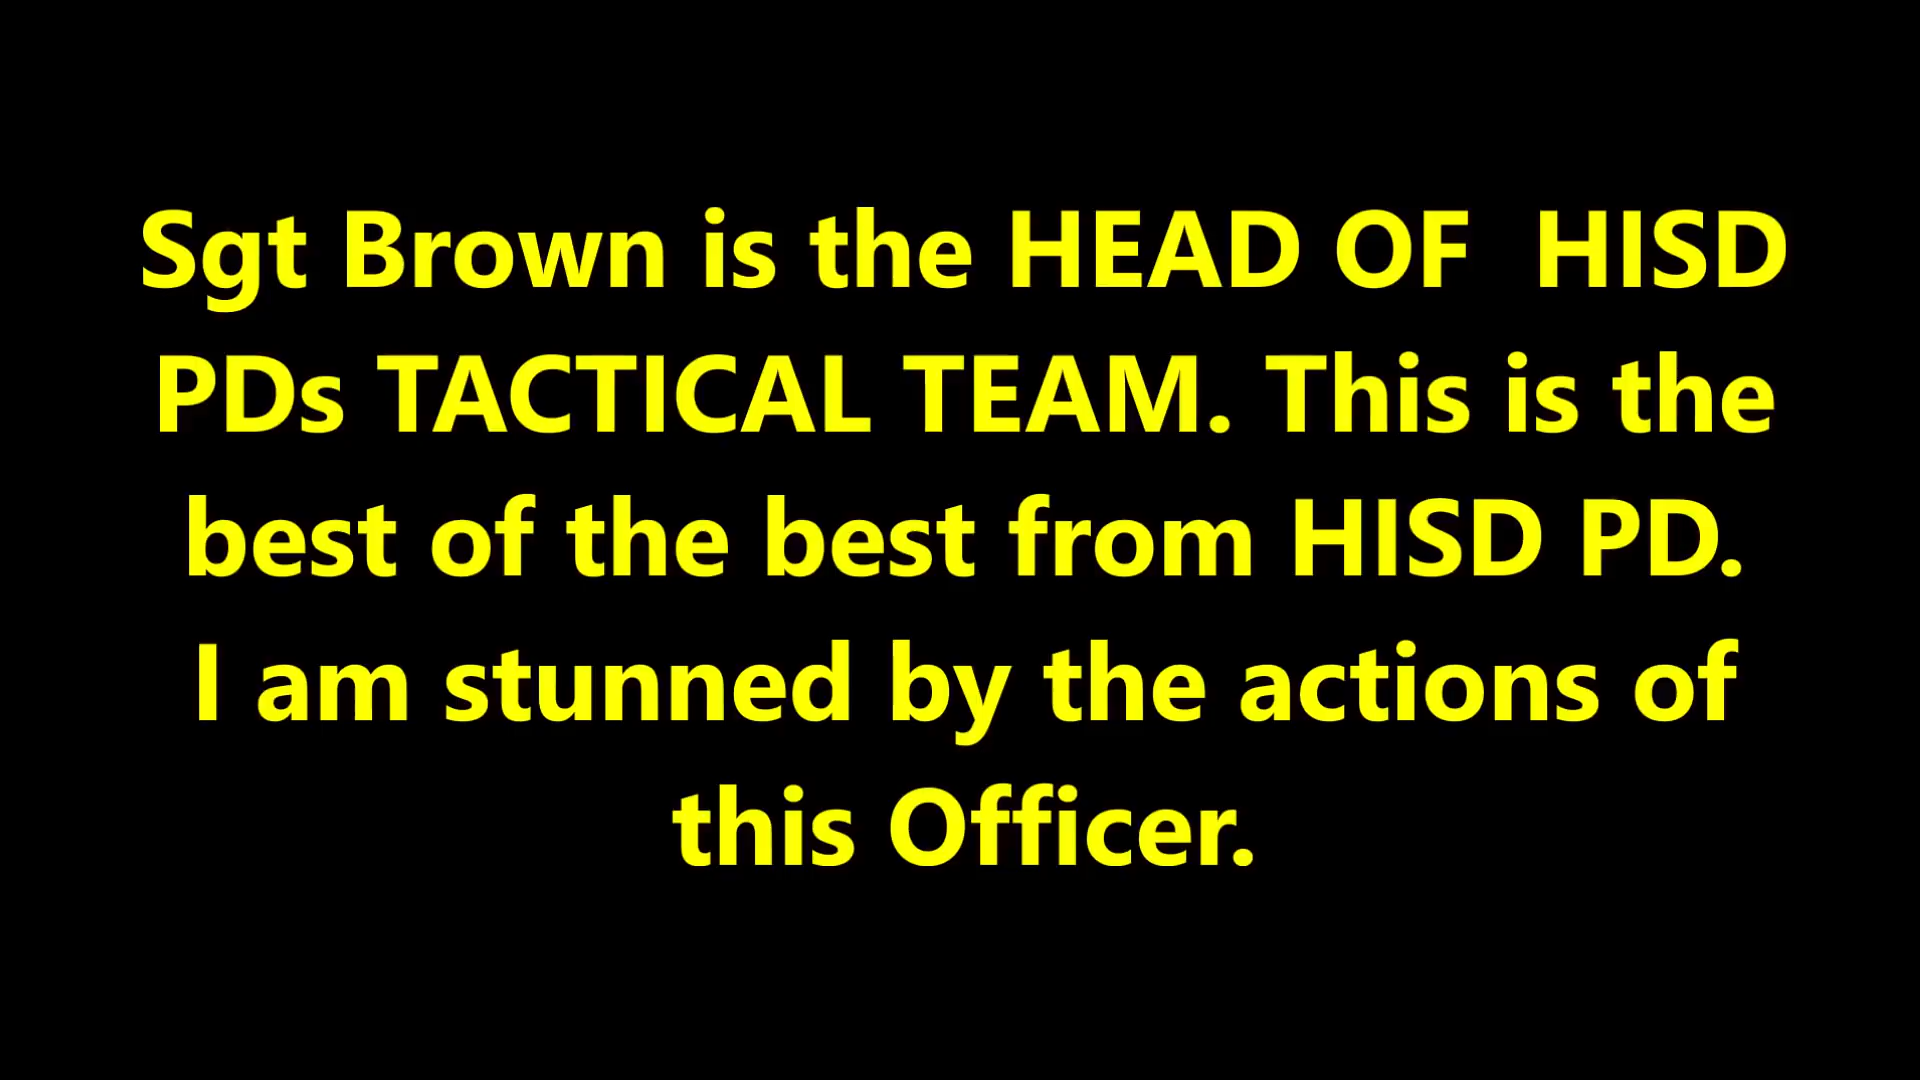 Sgt Brown is the HEAD OF  HISD
PDs TACTICAL TEAM. This is the
best of the best from HISD PD.
I am stunned by the actions of
this Officer.